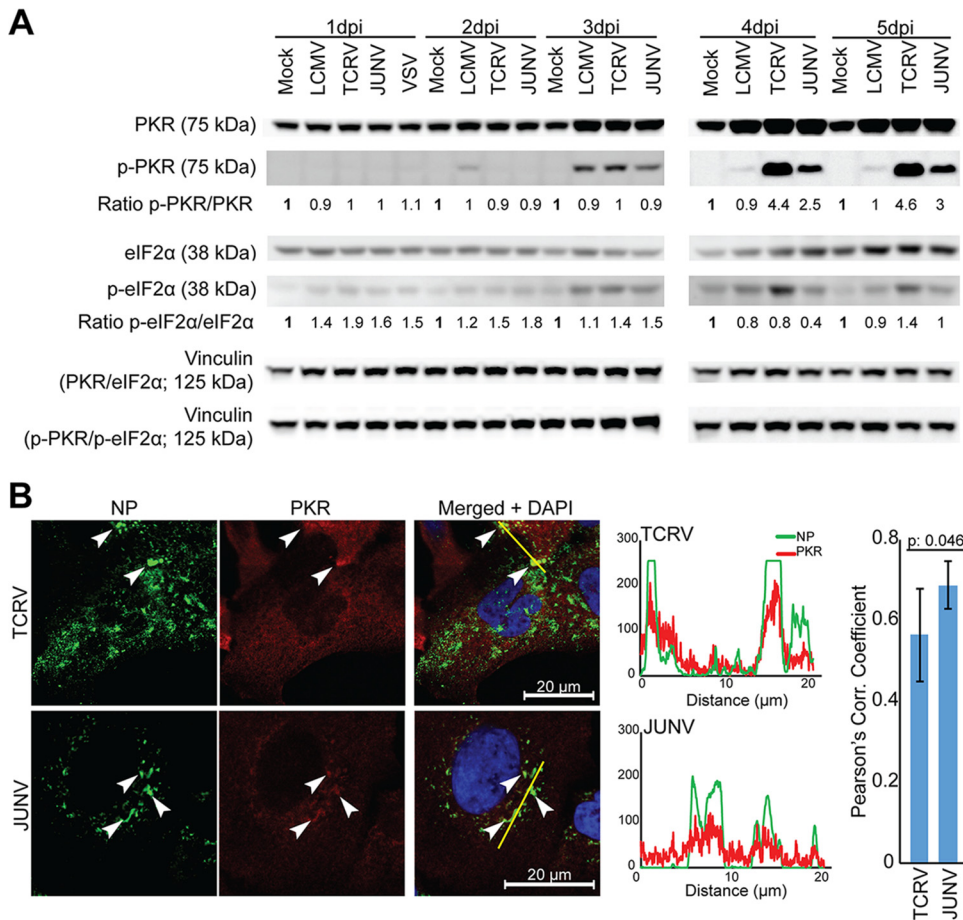 A
1dpi 2dpi 3dpi 4dpi 5dpi
Mock LCMV TCRV JUNV VSV Mock LCMV TCRV JUNV Mock LCMV TCRV JUNV Mock LCMV TCRV JUNV Mock LCMV TCRV JUNV
PKR (75 kDa)
p-PKR (75 kDa)
Ratio p-PKR/PKR 1 0.9 1 1 1.1 1 1 0.9 0.9 1 0.9 1 0.9 1 0.9 4.4 2.5 1 1 4.6 3
eIF2α (38 kDa)
p-eIF2α (38 kDa)
Ratio p-eIF2α/eIF2α 1 1.4 1.9 1.6 1.5 1 1.2 1.5 1.8 1 1.1 1.4 1.5 1 0.8 0.8 0.4 1 0.9 1.4 1
Vinculin
(PKR/eIF2α; 125 kDa)
Vinculin
(p-PKR/p-eIF2α; 125 kDa)
B
NP PKR Merged + DAPI
TCRV
20 µm
TCRV
NP
PKR
300
200
100
0
0 10 20
Distance (µm)
JUNV
20 µm
JUNV
300
200
100
0
0 10 20
Distance (µm)
Pearson's Corr. Coefficient
p: 0.046
0.8
0.6
0.4
0.2
0
TCRV JUNV